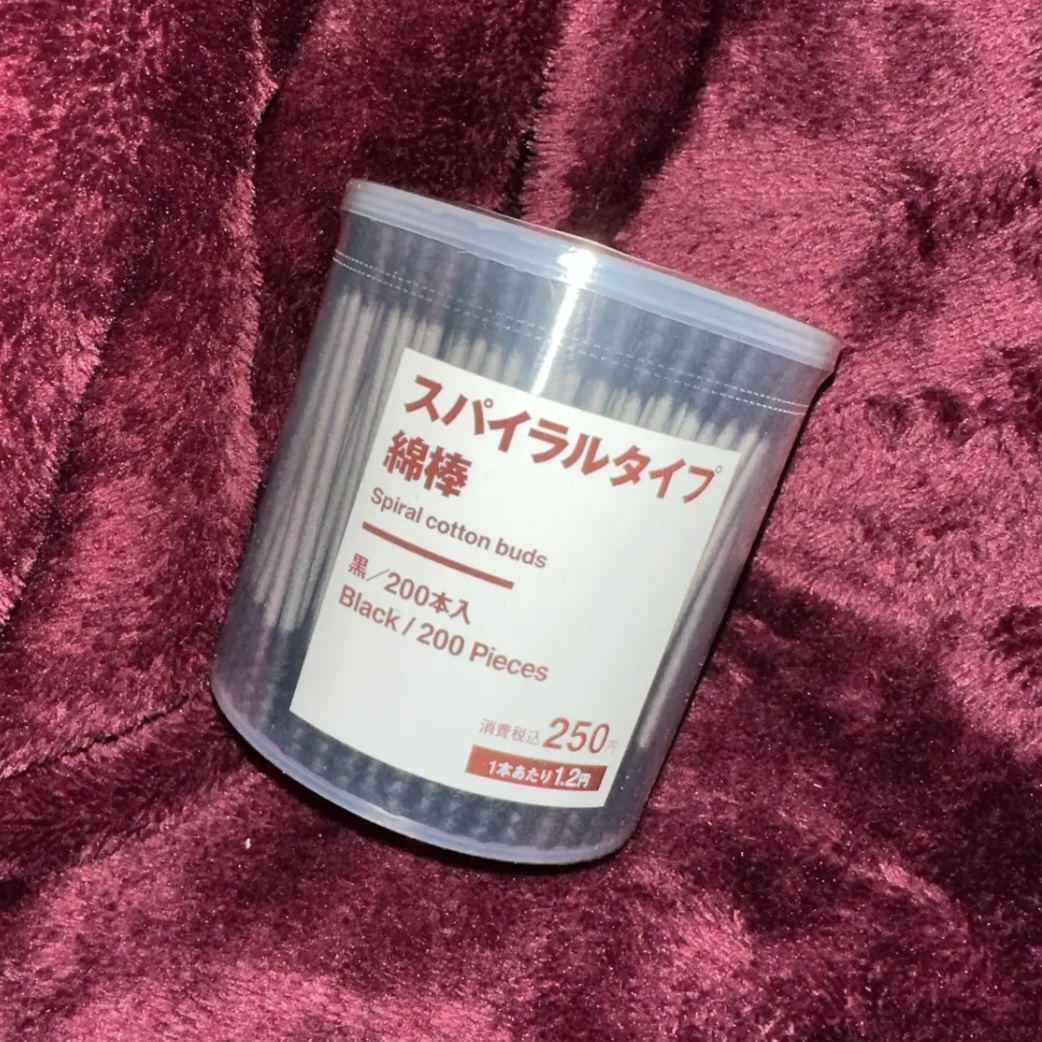 スパイラルタイプ
綿棒
Spiral cotton buds
黒／200本入
Black / 200 Pieces
消費税込250円
1本あたり1.2円